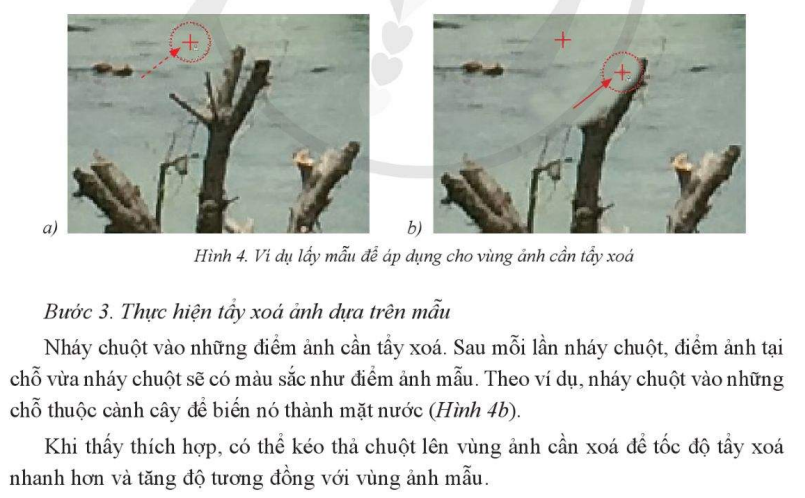 a)
b)
Hình 4. Ví dụ lấy mẫu để áp dụng cho vùng ảnh cần tẩy xoá
Bước 3. Thực hiện tẩy xoá ảnh dựa trên mẫu
Nháy chuột vào những điểm ảnh cần tẩy xoá. Sau mỗi lần nháy chuột, điểm ảnh tại
chỗ vừa nháy chuột sẽ có màu sắc như điểm ảnh mẫu. Theo ví dụ, nháy chuột vào những
chỗ thuộc cành cây để biến nó thành mặt nước (Hình 4b).
Khi thấy thích hợp, có thể kéo thả chuột lên vùng ảnh cần xoá để tốc độ tẩy xoá
nhanh hơn và tăng độ tương đồng với vùng ảnh mẫu.